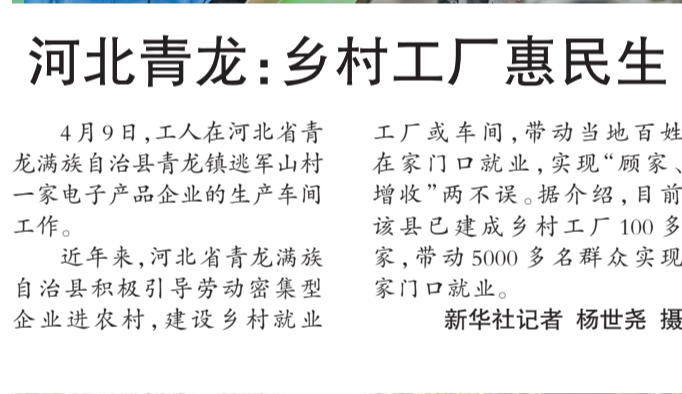 河北青龙：乡村工厂惠民生
4月9日，工人在河北省青
龙满族自治县青龙镇逃军山村
一家电子产品企业的生产车间
工作。
近年来，河北省青龙满族
自治县积极引导劳动密集型
企业进农村，建设乡村就业
工厂或车间，带动当地百姓
在家门口就业，实现“顾家、
增收”两不误。据介绍，目前
该县已建成乡村工厂100多
家，带动5000多名群众实现
家门口就业。
新华社记者 杨世尧 摄